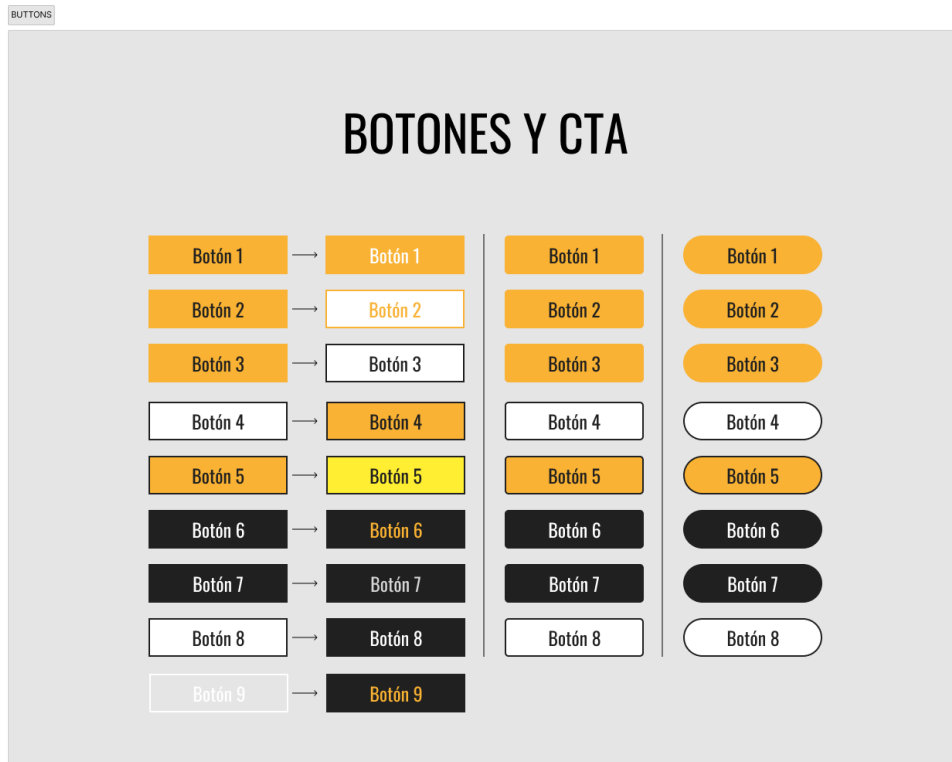 BUTTONS
BOTONES Y CTA
Botón 1 Botón 1 Botón 1 Botón 1
Botón 2 Botón 2 Botón 2 Botón 2
Botón 3 Botón 3 Botón 3 Botón 3
Botón 4 Botón 4 Botón 4 Botón 4
Botón 5 Botón 5 Botón 5 Botón 5
Botón 6 Botón 6 Botón 6 Botón 6
Botón 7 Botón 7 Botón 7 Botón 7
Botón 8 Botón 8 Botón 8 Botón 8
Botón 9 Botón 9